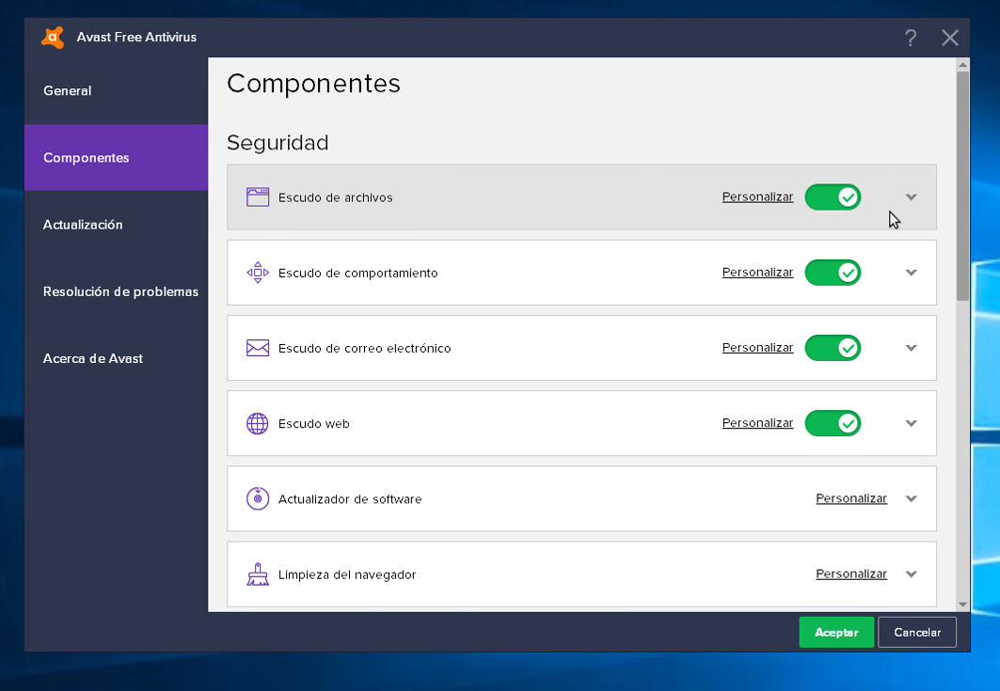 Avast Free Antivirus
?
General
Componentes
Actualización
Resolución de problemas
Acerca de Avast
Componentes
Seguridad
Escudo de archivos Personalizar
Escudo de comportamiento Personalizar
Escudo de correo electrónico Personalizar
Escudo web Personalizar
Actualizador de software Personalizar
Limpieza del navegador Personalizar
Aceptar Cancelar